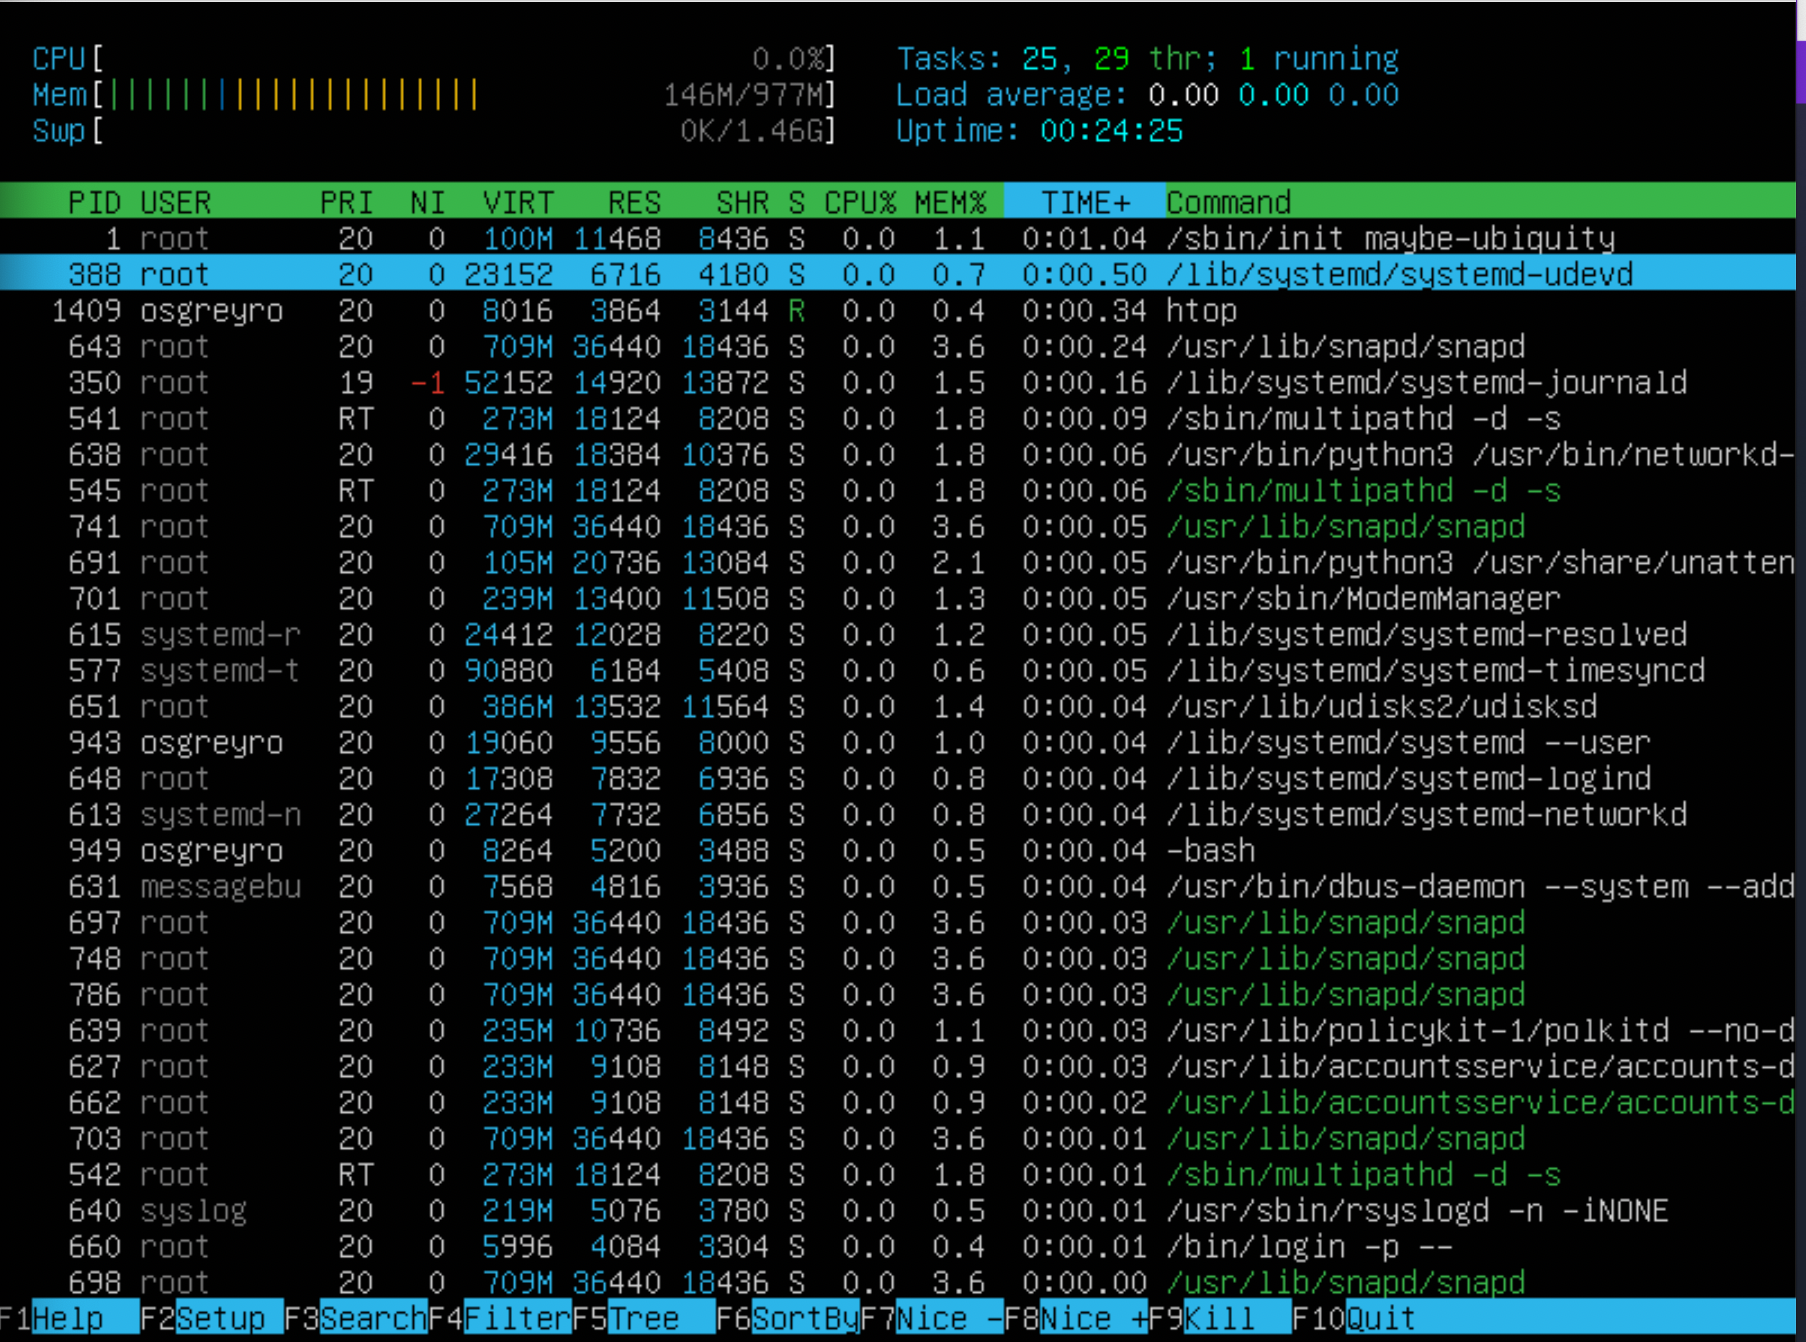 CPU[ 0.0%] Tasks: 25, 29 thr; 1 running
Mem[||||||||||||||||||||| 146M/977M] Load average: 0.00 0.00 0.00
Swp[ 0K/1.46G] Uptime: 00:24:25
PID USER PRI NI VIRT RES SHR S CPU% MEM% TIME+ Command
1 root 20 0 100M 11468 8436 S 0.0 1.1 0:01.04 /sbin/init maybe-ubiquity
388 root 20 0 23152 6716 4180 S 0.0 0.7 0:00.50 /lib/systemd/systemd-udevd
1409 osgreyro 20 0 8016 3864 3144 R 0.0 0.4 0:00.34 htop
643 root 20 0 709M 36440 18436 S 0.0 3.6 0:00.24 /usr/lib/snapd/snapd
350 root 19 -1 52152 14920 13872 S 0.0 1.5 0:00.16 /lib/systemd/systemd-journald
541 root RT 0 273M 18124 8208 S 0.0 1.8 0:00.09 /sbin/multipathd -d -s
638 root 20 0 29416 18384 10376 S 0.0 1.8 0:00.06 /usr/bin/python3 /usr/bin/networkd-
545 root RT 0 273M 18124 8208 S 0.0 1.8 0:00.06 /sbin/multipathd -d -s
741 root 20 0 709M 36440 18436 S 0.0 3.6 0:00.05 /usr/lib/snapd/snapd
691 root 20 0 105M 20736 13084 S 0.0 2.1 0:00.05 /usr/bin/python3 /usr/share/unatten
701 root 20 0 239M 13400 11508 S 0.0 1.3 0:00.05 /usr/sbin/ModemManager
615 systemd-r 20 0 24412 12028 8220 S 0.0 1.2 0:00.05 /lib/systemd/systemd-resolved
577 systemd-t 20 0 90880 6184 5408 S 0.0 0.6 0:00.05 /lib/systemd/systemd-timesyncd
651 root 20 0 386M 13532 11564 S 0.0 1.4 0:00.04 /usr/lib/udisks2/udisksd
943 osgreyro 20 0 19060 9556 8000 S 0.0 1.0 0:00.04 /lib/systemd/systemd --user
648 root 20 0 17308 7832 6936 S 0.0 0.8 0:00.04 /lib/systemd/systemd-logind
613 systemd-n 20 0 27264 7732 6856 S 0.0 0.8 0:00.04 /lib/systemd/systemd-networkd
949 osgreyro 20 0 8264 5200 3488 S 0.0 0.5 0:00.04 -bash
631 messagebu 20 0 7568 4816 3936 S 0.0 0.5 0:00.04 /usr/bin/dbus-daemon --system --add
697 root 20 0 709M 36440 18436 S 0.0 3.6 0:00.03 /usr/lib/snapd/snapd
748 root 20 0 709M 36440 18436 S 0.0 3.6 0:00.03 /usr/lib/snapd/snapd
786 root 20 0 709M 36440 18436 S 0.0 3.6 0:00.03 /usr/lib/snapd/snapd
639 root 20 0 235M 10736 8492 S 0.0 1.1 0:00.03 /usr/lib/policykit-1/polkitd --no-d
627 root 20 0 233M 9108 8148 S 0.0 0.9 0:00.03 /usr/lib/accountsservice/accounts-d
662 root 20 0 233M 9108 8148 S 0.0 0.9 0:00.02 /usr/lib/accountsservice/accounts-d
703 root 20 0 709M 36440 18436 S 0.0 3.6 0:00.01 /usr/lib/snapd/snapd
542 root RT 0 273M 18124 8208 S 0.0 1.8 0:00.01 /sbin/multipathd -d -s
640 syslog 20 0 219M 5076 3780 S 0.0 0.5 0:00.01 /usr/sbin/rsyslogd -n -iNONE
660 root 20 0 5996 4084 3304 S 0.0 0.4 0:00.01 /bin/login -p --
698 root 20 0 709M 36440 18436 S 0.0 3.6 0:00.00 /usr/lib/snapd/snapd
F1Help F2Setup F3SearchF4FilterF5Tree F6SortByF7Nice -F8Nice +F9Kill F10Quit